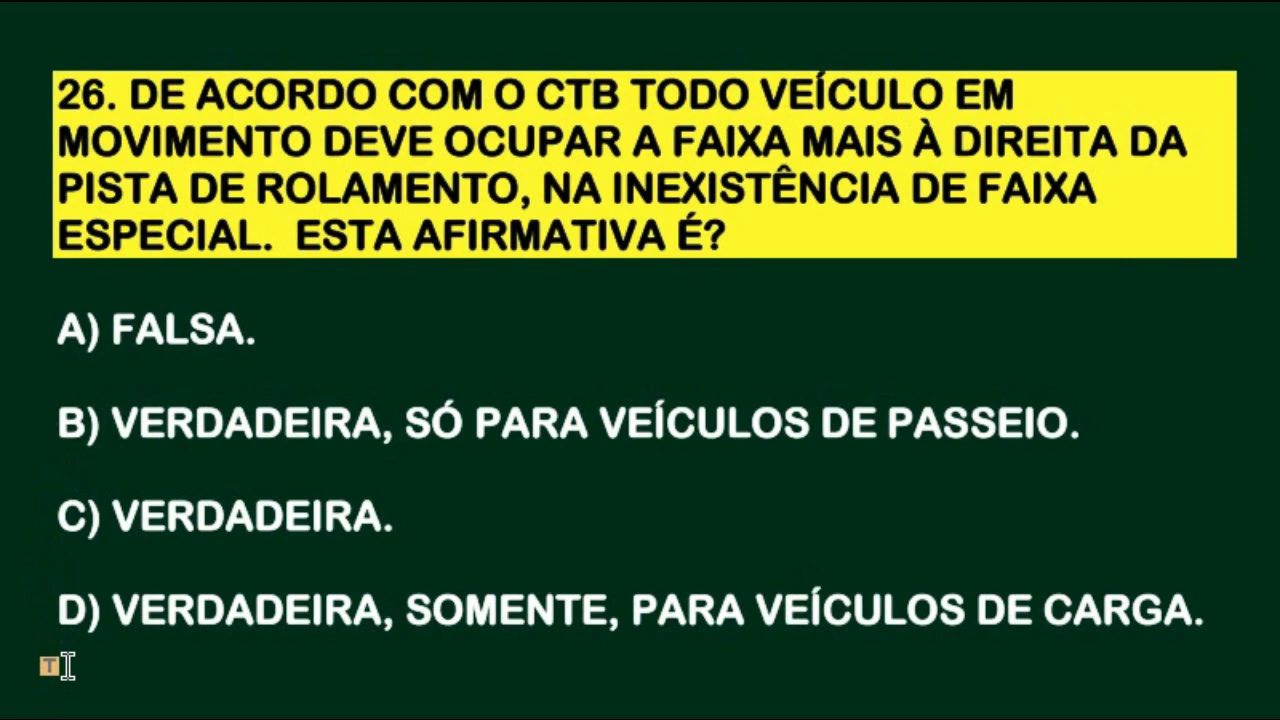 26. DE ACORDO COM O CTB TODO VEÍCULO EM
MOVIMENTO DEVE OCUPAR A FAIXA MAIS À DIREITA DA
PISTA DE ROLAMENTO, NA INEXISTÊNCIA DE FAIXA
ESPECIAL. ESTA AFIRMATIVA É?
A) FALSA.
B) VERDADEIRA, SÓ PARA VEÍCULOS DE PASSEIO.
C) VERDADEIRA.
D) VERDADEIRA, SOMENTE, PARA VEÍCULOS DE CARGA.
T